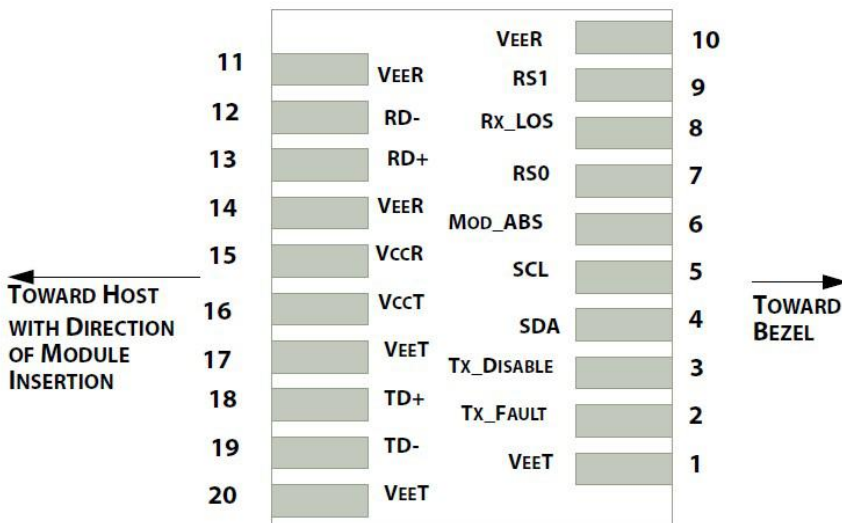 11 VEER
12 RD-
13 RD+
14 VEER
15 VCCR
16 VCCT
17 VEET
18 TD+
19 TD-
20 VEET
VEER 10
RS1 9
RX_LOS 8
RS0 7
MOD_ABS 6
SCL 5
SDA 4
TX_DISABLE 3
TX_FAULT 2
VEET 1
TOWARD HOST
WITH DIRECTION
OF MODULE
INSERTION
TOWARD
BEZEL